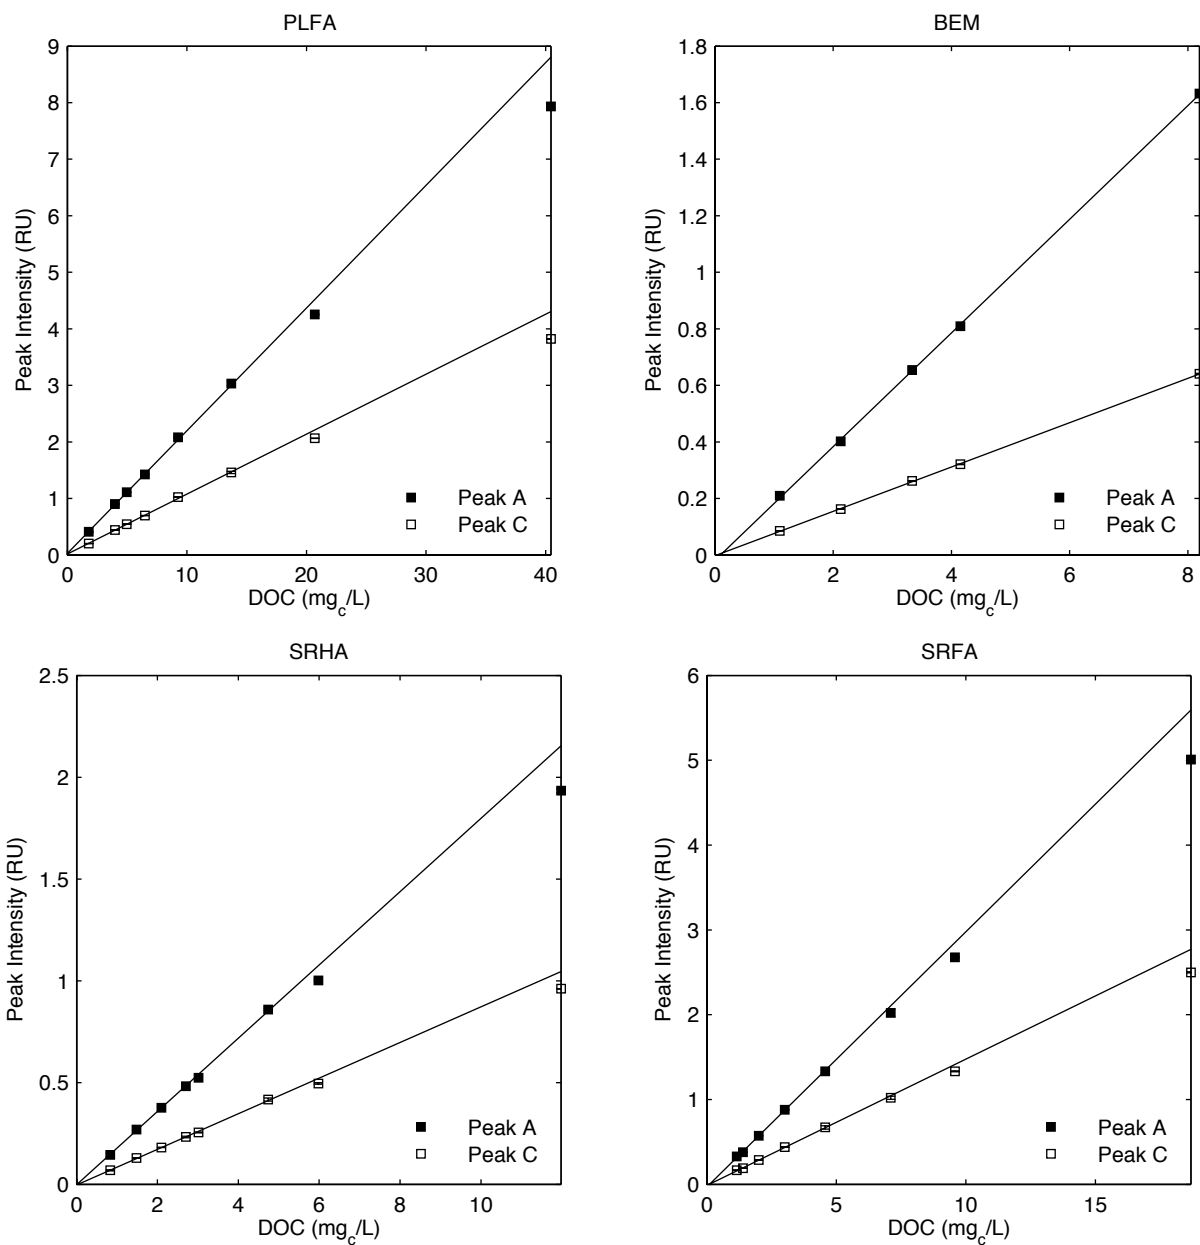 PLFA
9
8
7
6
5
4
3
2
1
0
Peak Intensity (RU)
Peak A
Peak C
0 10 20 30 40
DOC (mgc/L)
BEM
1.8
1.6
1.4
1.2
1
0.8
0.6
0.4
0.2
0
Peak Intensity (RU)
Peak A
Peak C
0 2 4 6 8
DOC (mgc/L)
SRHA
2.5
2
1.5
1
0.5
0
Peak Intensity (RU)
Peak A
Peak C
0 2 4 6 8 10
DOC (mgc/L)
SRFA
6
5
4
3
2
1
0
Peak Intensity (RU)
Peak A
Peak C
0 5 10 15
DOC (mgc/L)